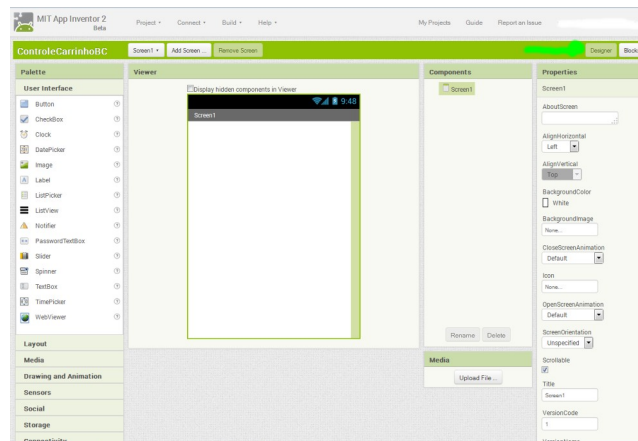 MIT App Inventor 2
Beta
Project Connect Build Help
My Projects Guide Report an Issue
ControleCarrinhoBC
Screen1 Add Screen ... Remove Screen
Designer Blocks
Palette
User Interface
Button
CheckBox
Clock
DatePicker
Image
Label
ListPicker
ListView
Notifier
PasswordTextBox
Slider
Spinner
TextBox
TimePicker
WebViewer
Layout
Media
Drawing and Animation
Sensors
Social
Storage
Connectivity
Viewer
Display hidden components in Viewer
9:48
Screen1
Components
Screen1
Rename Delete
Media
Upload File ...
Properties
Screen1
AboutScreen
AlignHorizontal
Left
AlignVertical
Top
BackgroundColor
White
BackgroundImage
None...
CloseScreenAnimation
Default
Icon
None...
OpenScreenAnimation
Default
ScreenOrientation
Unspecified
Scrollable
Title
Screen1
VersionCode
1
VersionName